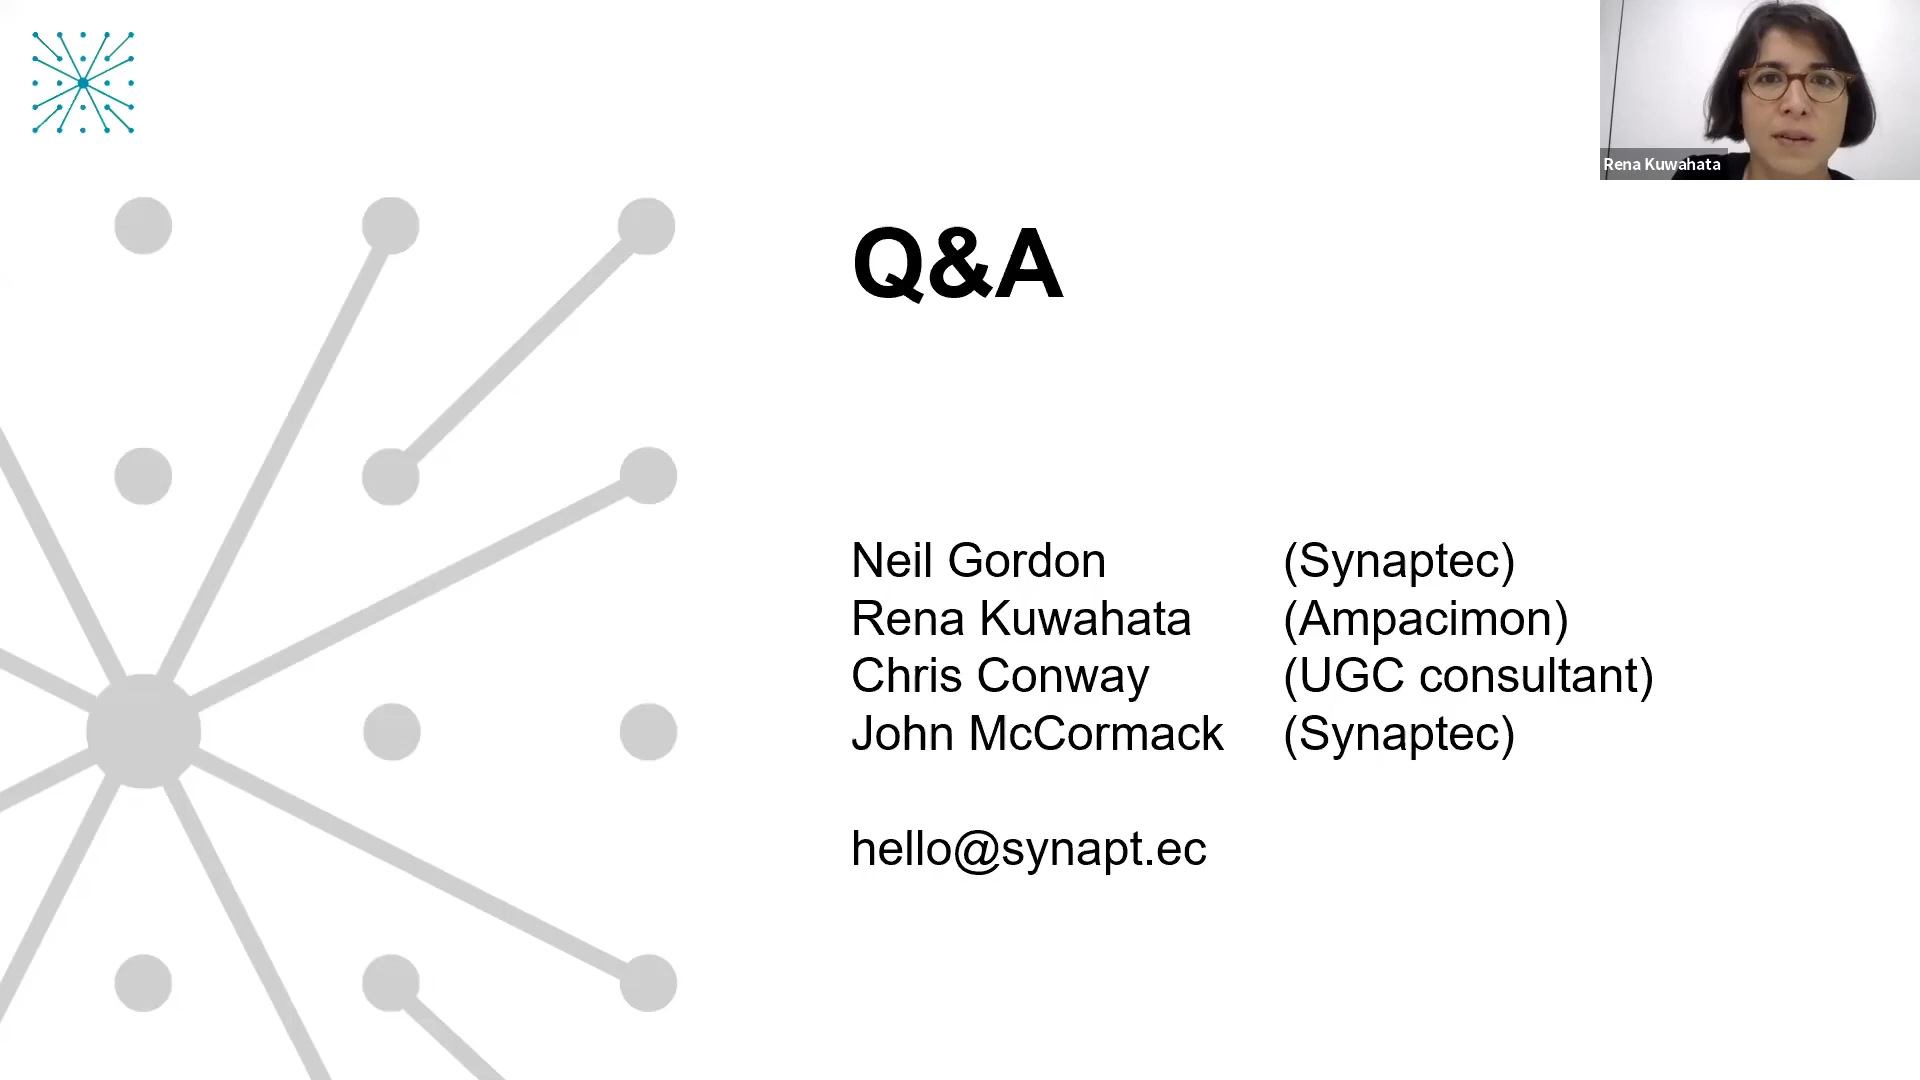 Rena Kuwahata
Q&A
Neil Gordon (Synaptec)
Rena Kuwahata (Ampacimon)
Chris Conway (UGC consultant)
John McCormack (Synaptec)
hello@synapt.ec